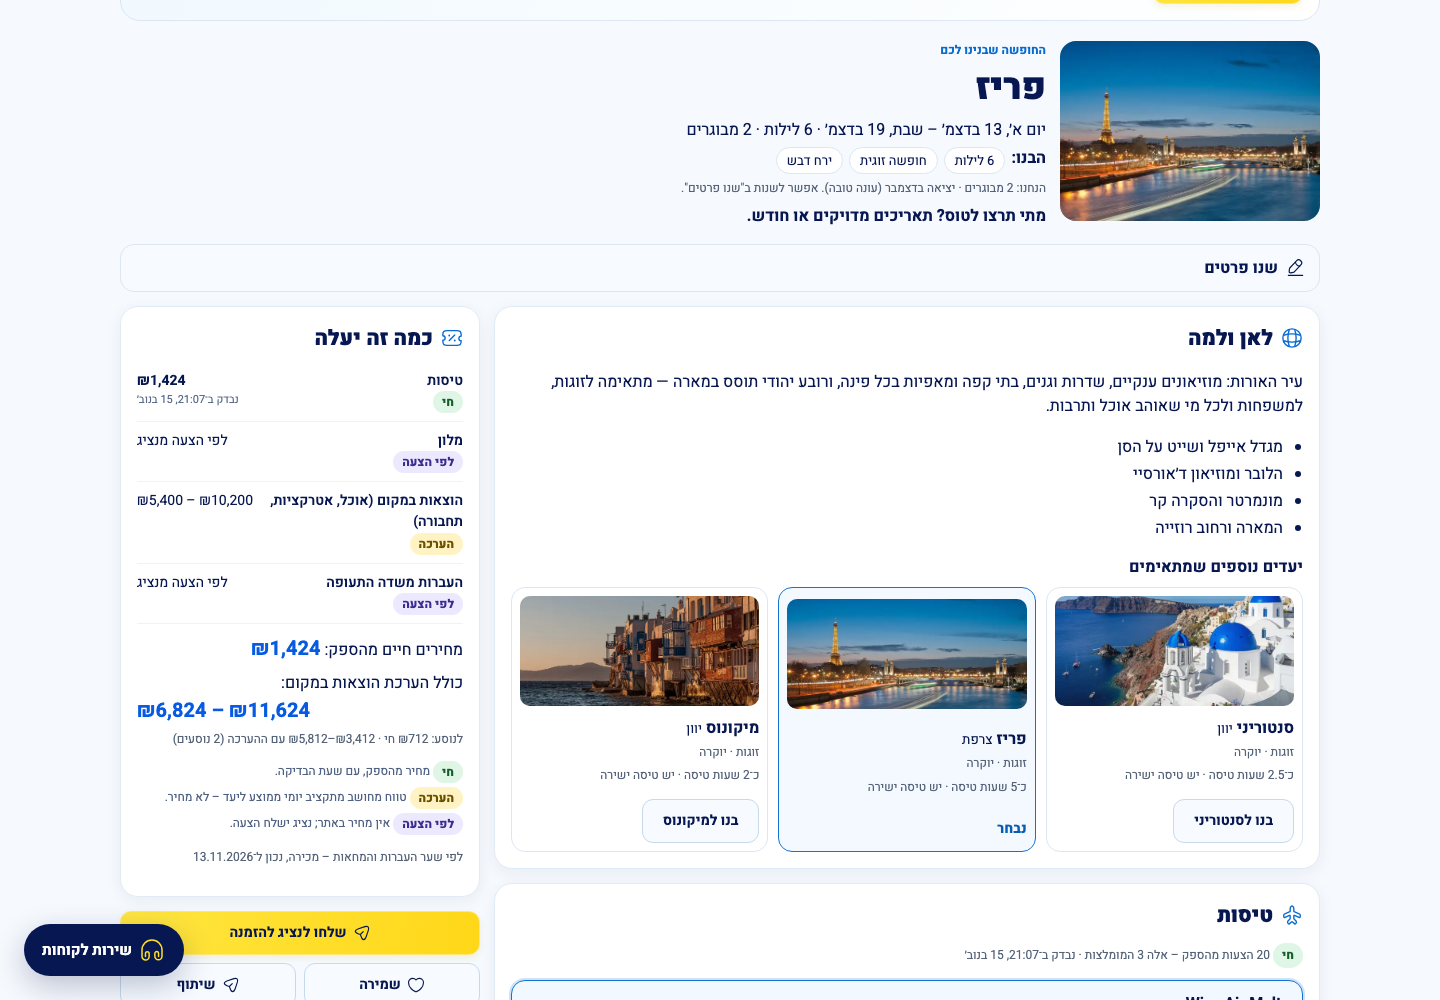 החופשה שבנינו לכם
פריז
יום א׳, 13 בדצמ׳ – שבת, 19 בדצמ׳ · 6 לילות · 2 מבוגרים
הבנו: 6 לילות חופשה זוגית ירח דבש
הנחנו: 2 מבוגרים · יציאה בדצמבר (עונה טובה). אפשר לשנות ב"שנו פרטים".
מתי תרצו לטוס? תאריכים מדויקים או חודש.
שנו פרטים
לאן ולמה
עיר האורות: מוזיאונים ענקיים, שדרות וגנים, בתי קפה ומאפיות בכל פינה, ורובע יהודי תוסס במארה — מתאימה לזוגות,
למשפחות ולכל מי שאוהב אוכל ותרבות.
מגדל אייפל ושייט על הסן
הלובר ומוזיאון ד׳אורסיי
מונמרטר והסקרה קר
המארה ורחוב רוזייה
יעדים נוספים שמתאימים
סנטוריני יוון
זוגות · יוקרה
כ־2.5 שעות טיסה · יש טיסה ישירה
בנו לסנטוריני
פריז צרפת
זוגות · יוקרה
כ־5 שעות טיסה · יש טיסה ישירה
נבחר
מיקונוס יוון
זוגות · יוקרה
כ־2 שעות טיסה · יש טיסה ישירה
בנו למיקונוס
טיסות
חי 20 הצעות מהספק – אלה 3 המומלצות · נבדק ב־21:07, 15 בנוב׳
כמה זה יעלה
טיסות ₪1,424
חי נבדק ב־21:07, 15 בנוב׳
מלון לפי הצעה מנציג
לפי הצעה
הוצאות במקום (אוכל, אטרקציות, ₪5,400 – ₪10,200
תחבורה)
הערכה
העברות משדה התעופה לפי הצעה מנציג
לפי הצעה
מחירים חיים מהספק: ₪1,424
כולל הערכת הוצאות במקום:
₪6,824 – ₪11,624
לנוסע: ₪712 חי · ₪3,412–₪5,812 עם ההערכה (2 נוסעים)
חי מחיר מהספק, עם שעת הבדיקה.
הערכה טווח מחושב מתקציב יומי ממוצע ליעד – לא מחיר.
לפי הצעה אין מחיר באתר; נציג ישלח הצעה.
לפי שער העברות והמחאות – מכירה, נכון ל־13.11.2026
שלחו לנציג להזמנה
שמירה
שיתוף
שירות לקוחות